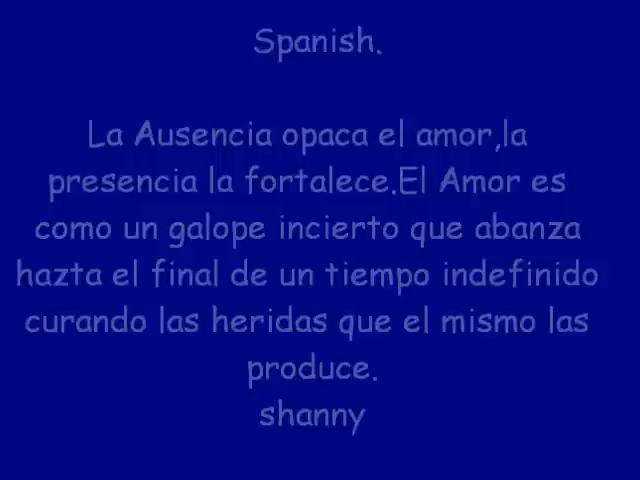 Spanish.
La Ausencia opaca el amor,la
presencia la fortalece.El Amor es
como un galope incierto que abanza
hazta el final de un tiempo indefinido
curando las heridas que el mismo las
produce.
shanny